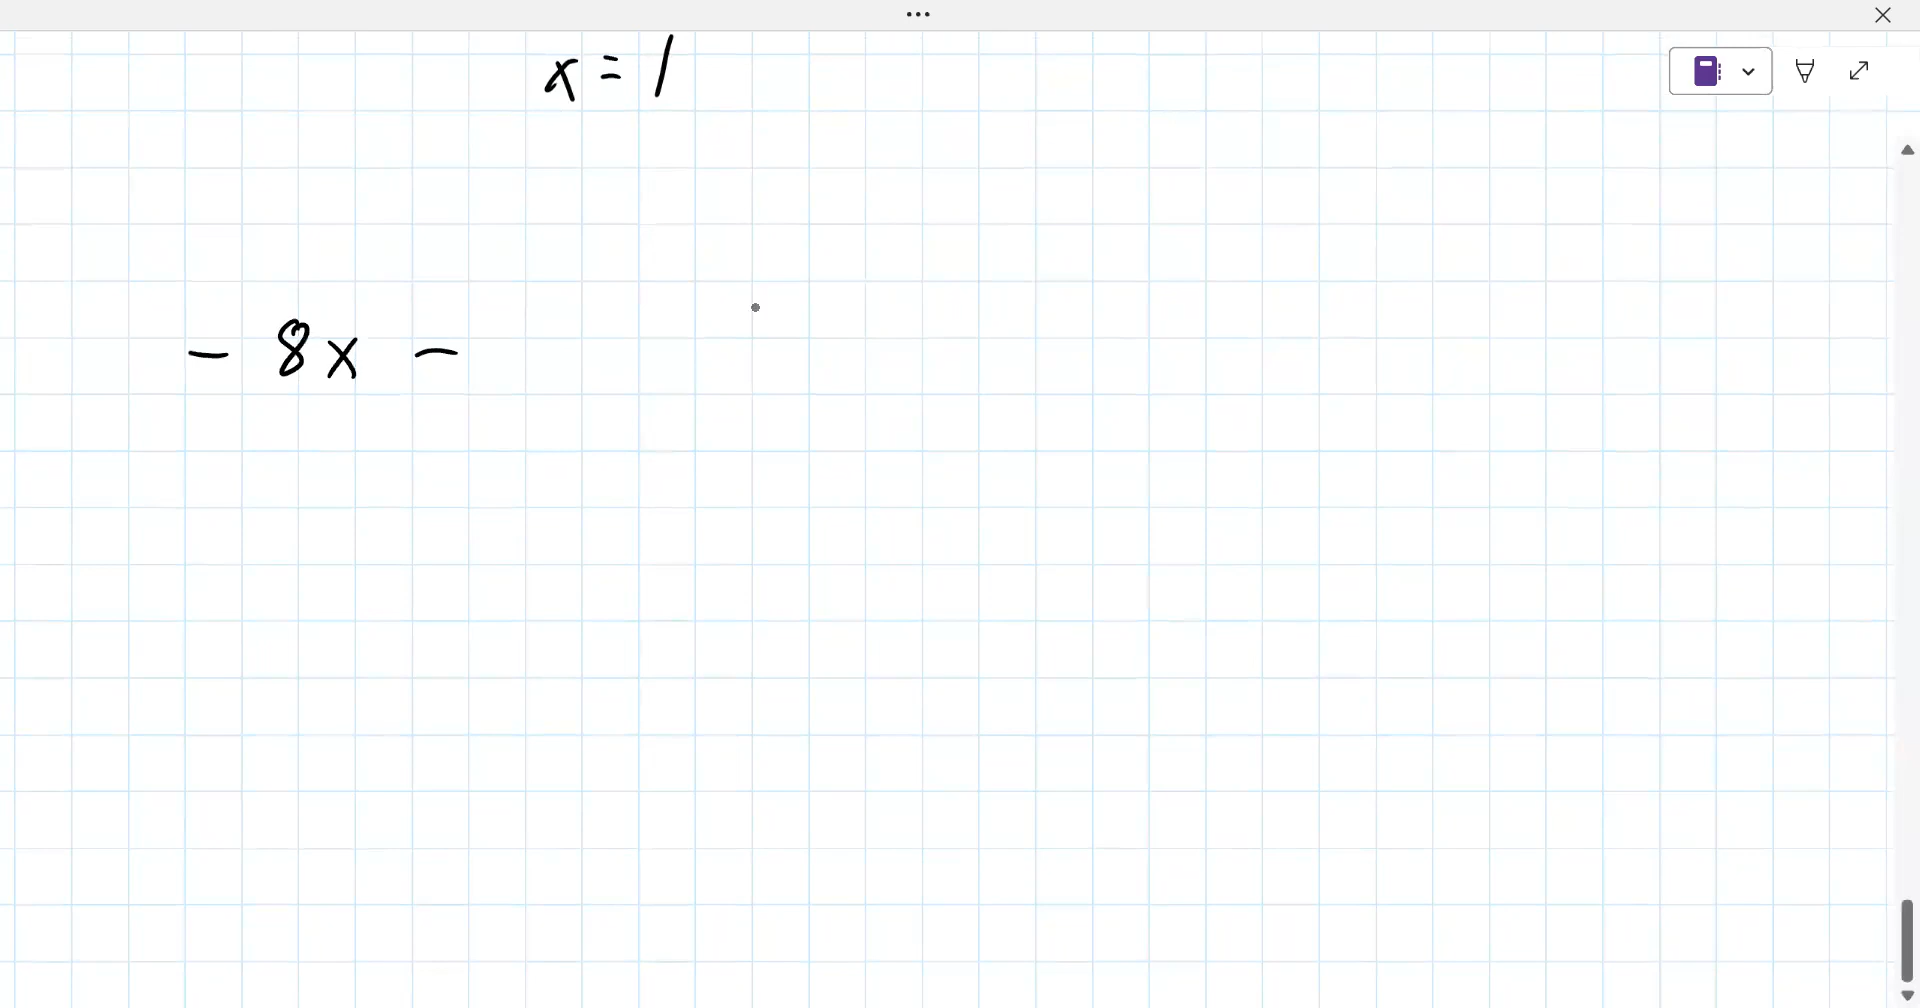 x = 1
- 8x -